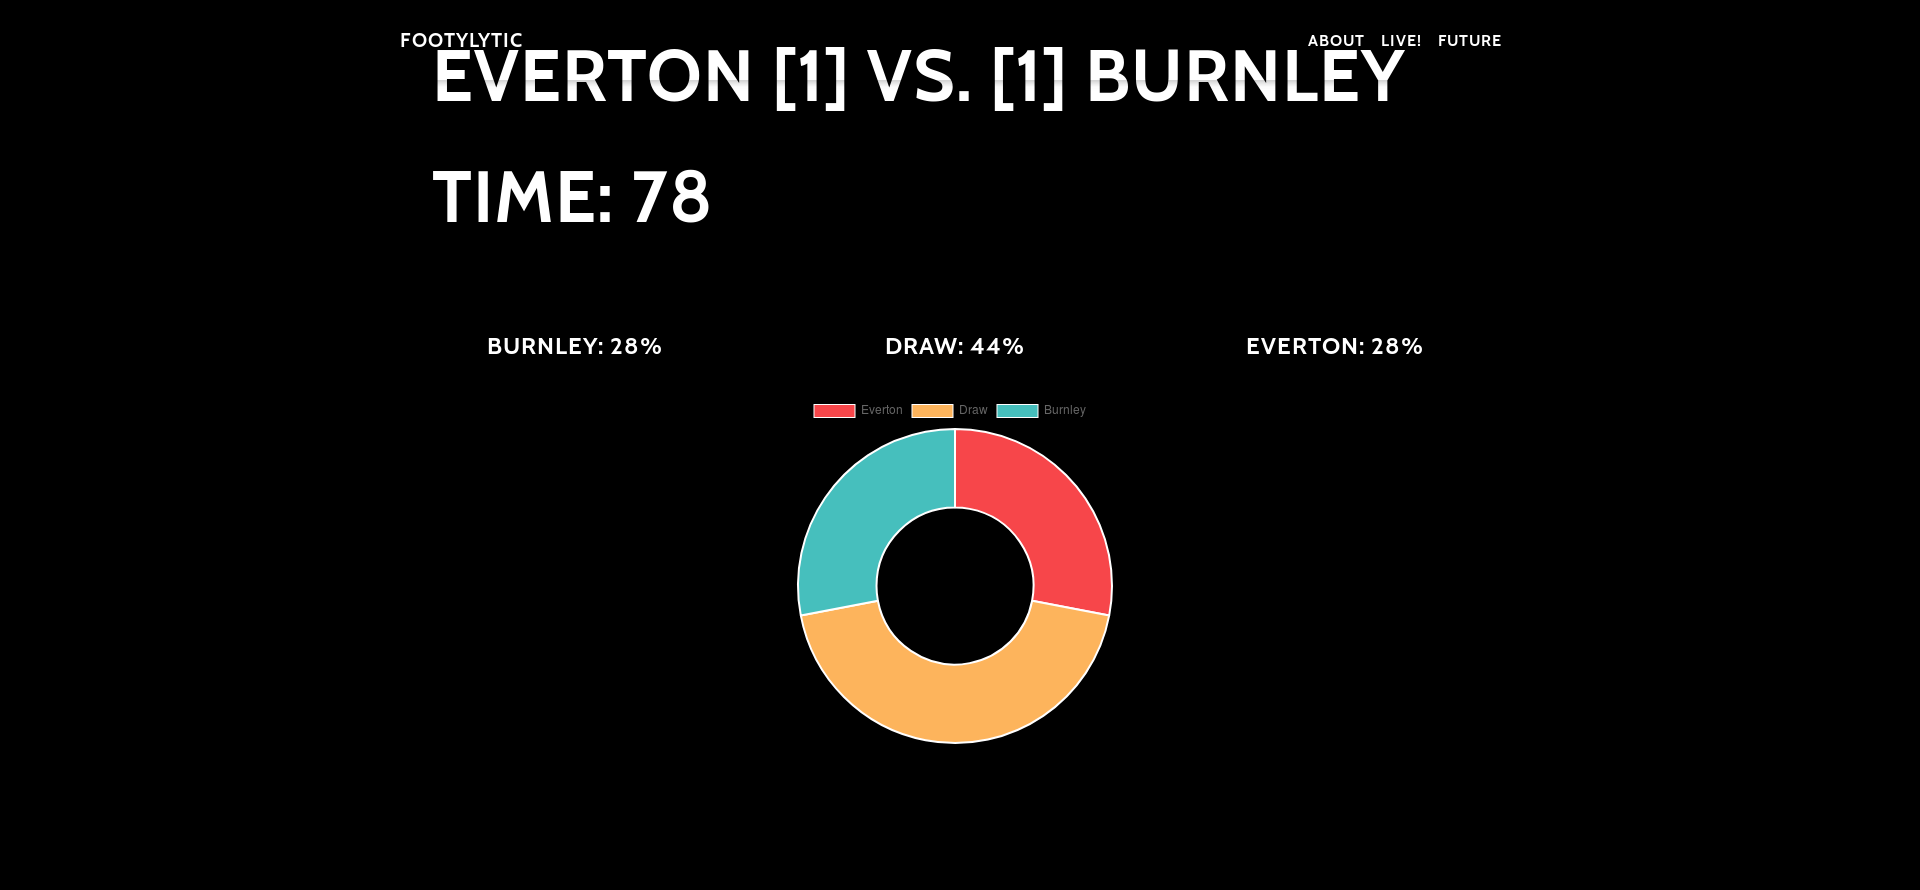 FOOTYLYTIC
ABOUT LIVE! FUTURE
EVERTON [1] VS. [1] BURNLEY
TIME: 78
BURNLEY: 28% DRAW: 44% EVERTON: 28%
Everton Draw Burnley